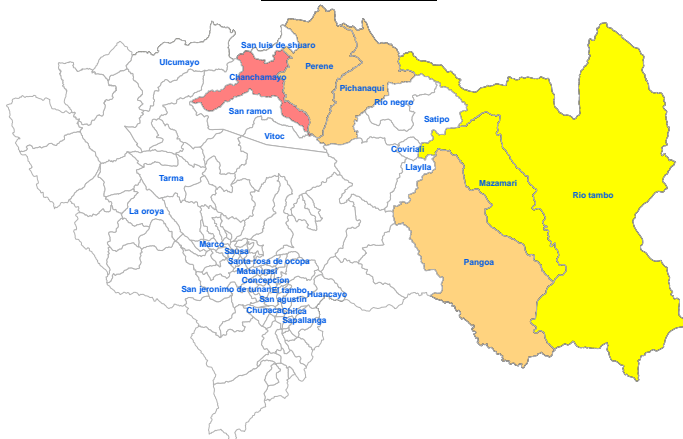 San luis de shuaro
Ulcumayo
Perene
Chanchamayo
Pichanaqui
Rio negro
San ramon
Satipo
Vitoc
Coviriali
Llaylla
Tarma
Mazamari
Rio tambo
La oroya
Marco
Sausa
Santa rosa de ocopa
Pangoa
Matahuasi
Concepcion
San jeronimo de tunan
El tambo
Huancayo
San agustin
Chupaca
Chilca
Sapallanga